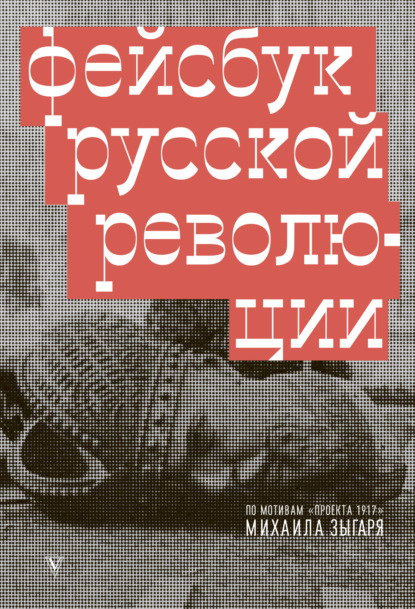 фейсбук
русской
револю-
ции
ПО МОТИВАМ «ПРОЕКТА 1917»
МИХАИЛА ЗЫГАРЯ